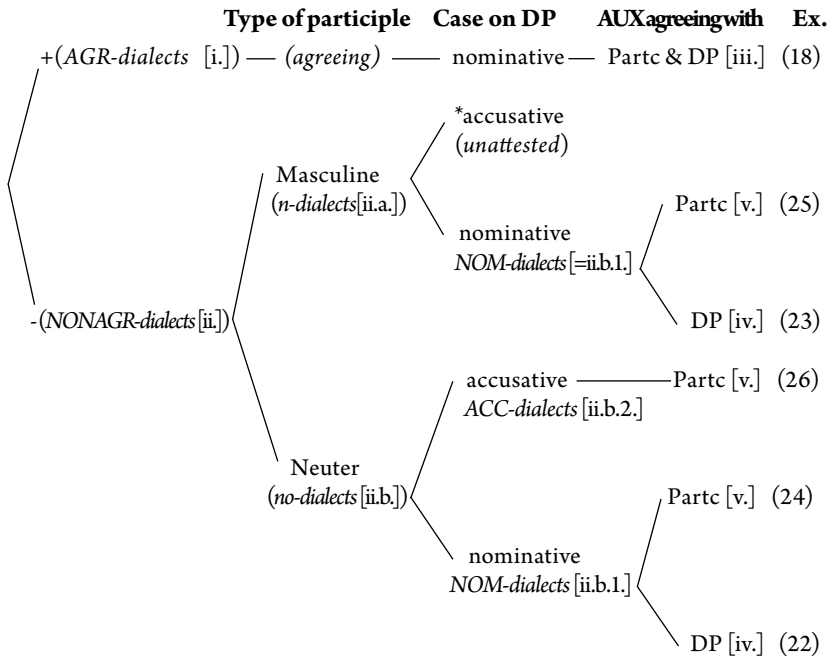 Type of participle Case on DP AUX agreeing with Ex.
+(AGR-dialects [i.]) (agreeing) nominative Partc & DP [iii.] (18)
*accusative
(unattested)
Masculine
(n-dialects[ii.a.])
Partc [v.] (25)
nominative
NOM-dialects [=ii.b.1.]
-(NONAGR-dialects [ii.])
DP [iv.] (23)
accusative Partc [v.] (26)
ACC-dialects [ii.b.2.]
Neuter
(no-dialects [ii.b.])
Partc [v.] (24)
nominative
NOM-dialects [ii.b.1.]
DP [iv.] (22)